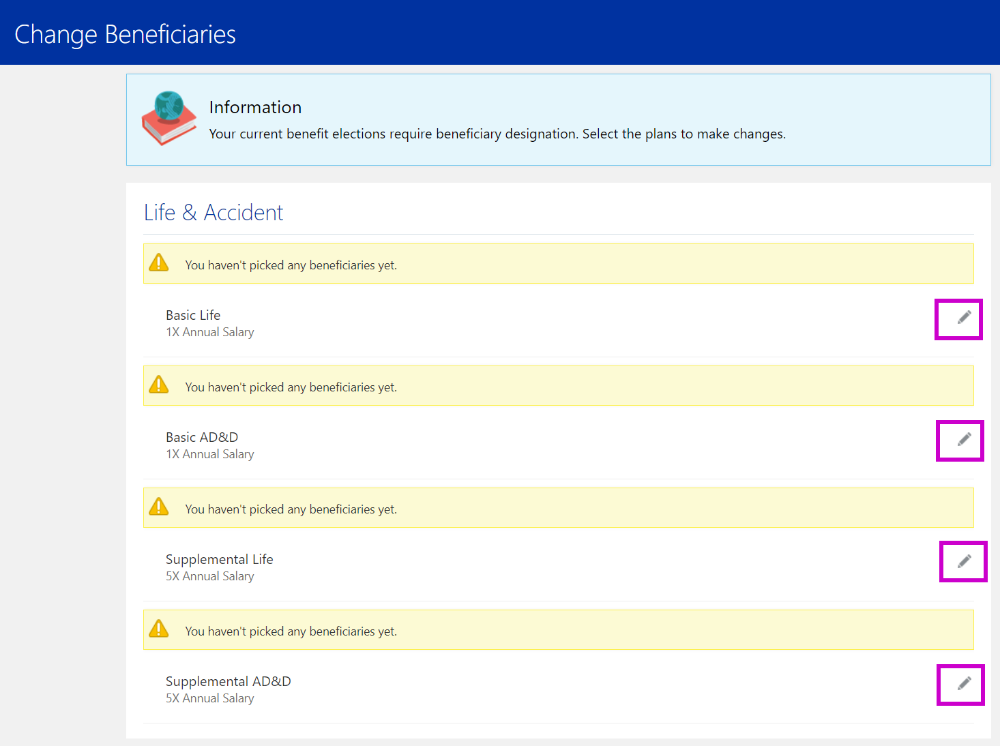 Change Beneficiaries
Information
Your current benefit elections require beneficiary designation. Select the plans to make changes.
Life & Accident
You haven't picked any beneficiaries yet.
Basic Life
1X Annual Salary
You haven't picked any beneficiaries yet.
Basic AD&D
1X Annual Salary
You haven't picked any beneficiaries yet.
Supplemental Life
5X Annual Salary
You haven't picked any beneficiaries yet.
Supplemental AD&D
5X Annual Salary